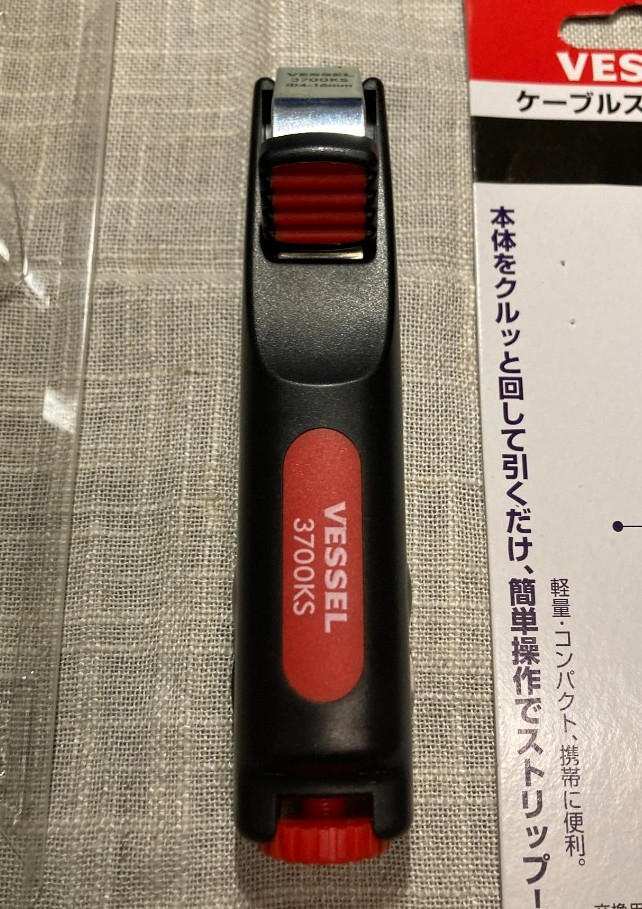 VESSEL
3700KS
Φ4-16mm
VESSEL
3700KS
VES
ケーブルス
本体をクルッと回して引くだけ、簡単操作でストリップ!
軽量・コンパクト、携帯に便利。